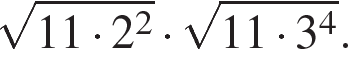 √(11 · 2²) · √(11 · 3⁴).